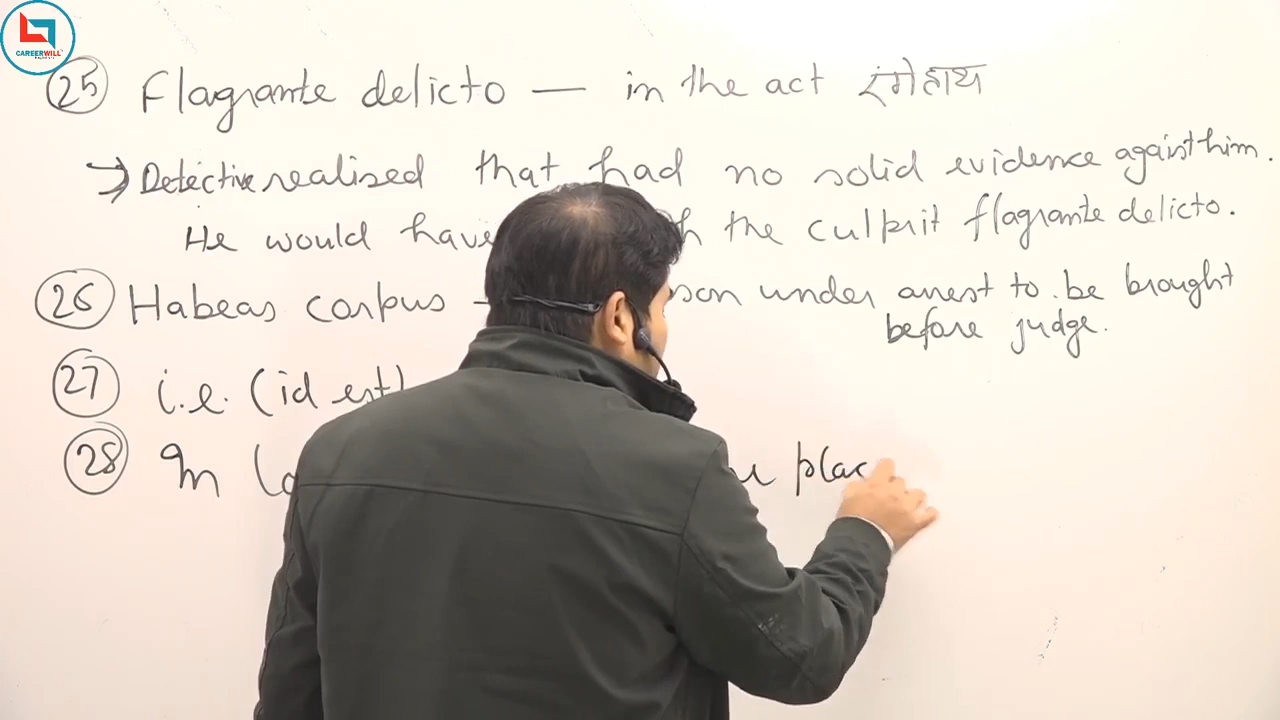 CAREERWILL
25 Flagrante delicto — in the act रंगेहाथ
→ Detective realised that had no solid evidence against him.
He would have the culprit flagrante delicto.
26 Habeas corpus - under arrest to be brought
before judge.
27 i.e. (id est)
28 In